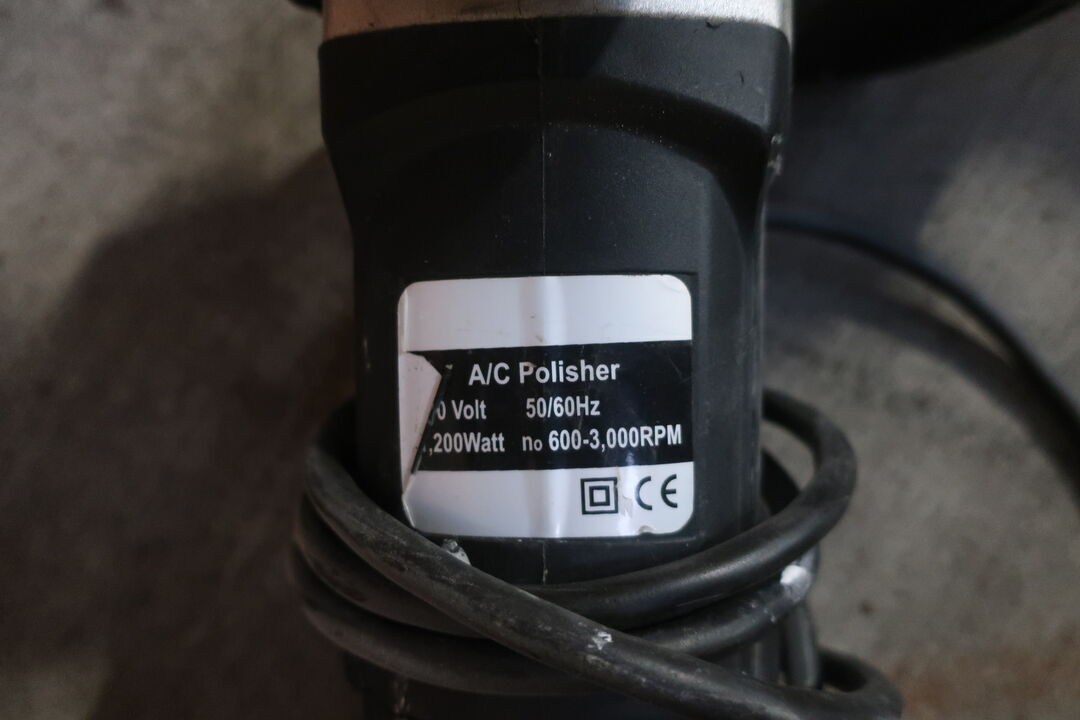 A/C Polisher
0 Volt 50/60Hz
,200Watt no 600-3,000RPM
CE